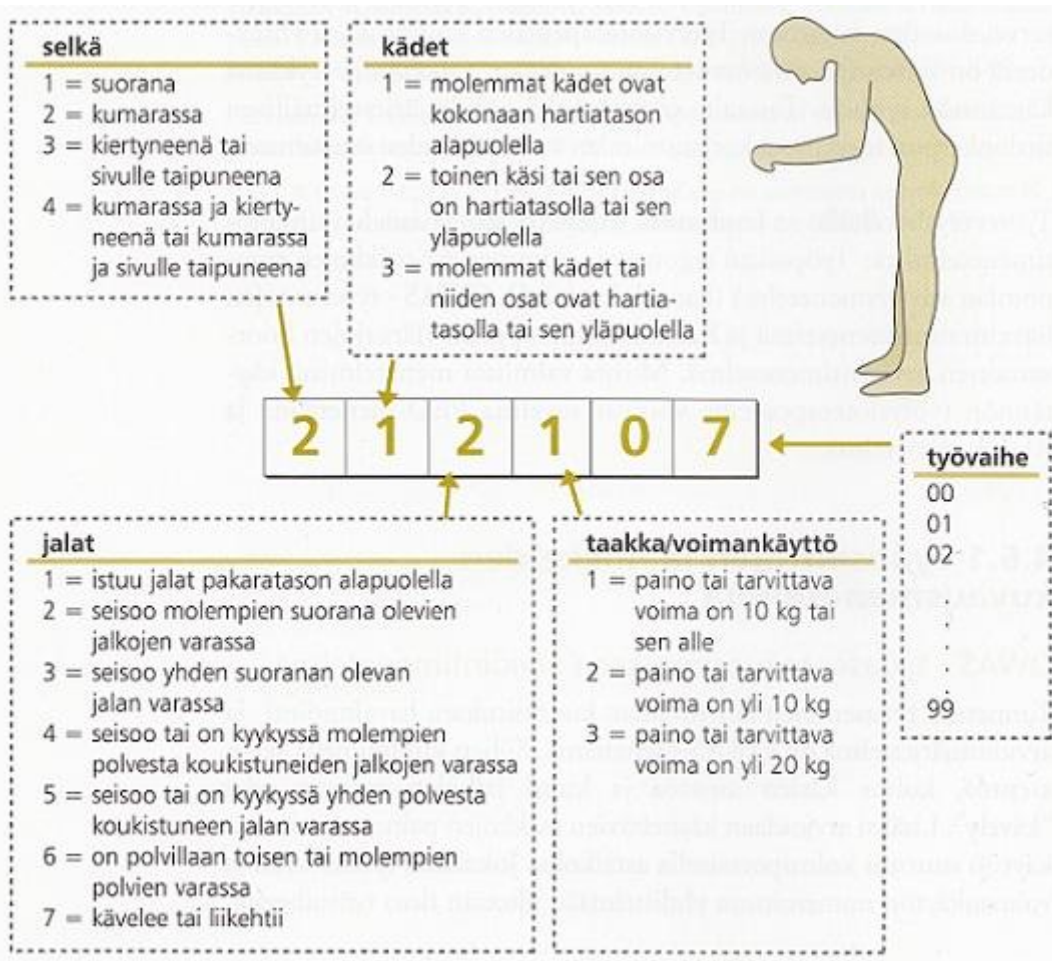 selkä
1 = suorana
2 = kumarassa
3 = kiertyneenä tai
sivulle taipuneena
4 = kumarassa ja kierty-
neenä tai kumarassa
ja sivulle taipuneena
kädet
1 = molemmat kädet ovat
kokonaan hartiatason
alapuolella
2 = toinen käsi tai sen osa
on hartiatasolla tai sen
yläpuolella
3 = molemmat kädet tai
niiden osat ovat hartia-
tasolla tai sen yläpuolella
2 1 2 1 0 7
työvaihe
00
01
02
.
.
.
99
jalat
1 = istuu jalat pakaratason alapuolella
2 = seisoo molempien suorana olevien
jalkojen varassa
3 = seisoo yhden suoranan olevan
jalan varassa
4 = seisoo tai on kyykyssä molempien
polvesta koukistuneiden jalkojen varassa
5 = seisoo tai on kyykyssä yhden polvesta
koukistuneen jalan varassa
6 = on polvillaan toisen tai molempien
polvien varassa
7 = kävelee tai liikehtii
taakka/voimankäyttö
1 = paino tai tarvittava
voima on 10 kg tai
sen alle
2 = paino tai tarvittava
voima on yli 10 kg
3 = paino tai tarvittava
voima on yli 20 kg